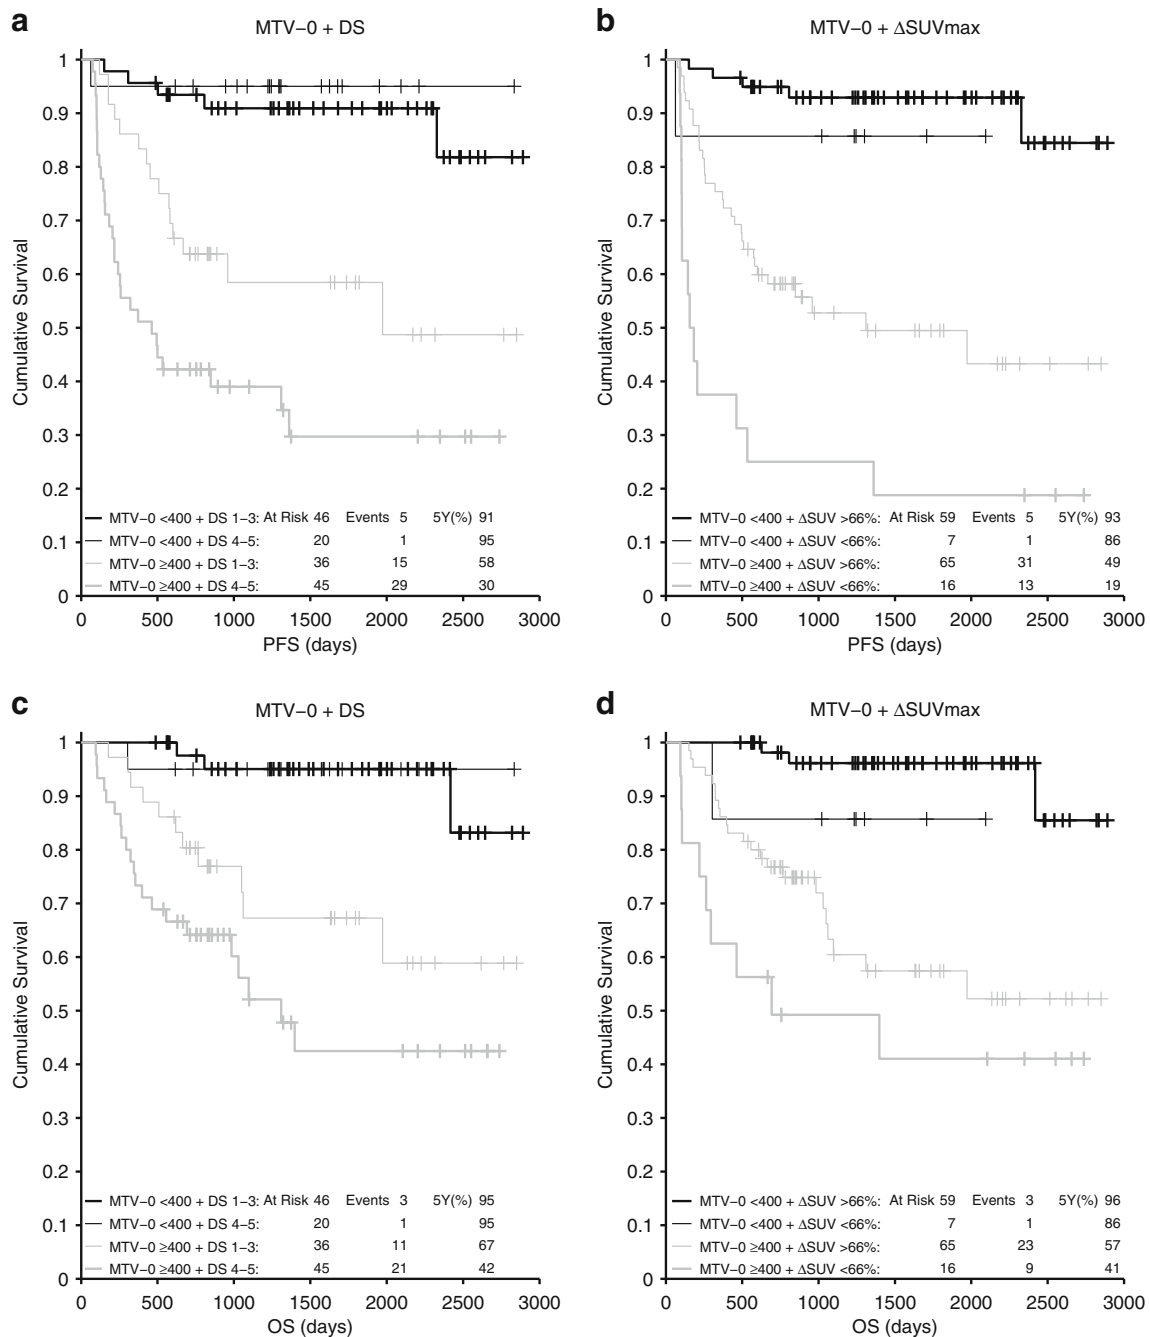 a
MTV−0 + DS
1
0.9
0.8
0.7
0.6
0.5
0.4
0.3
0.2
0.1
0
Cumulative Survival
MTV−0 <400 + DS 1−3: At Risk 46 Events 5 5Y(%) 91
MTV−0 <400 + DS 4−5: 20 1 95
MTV−0 ≥400 + DS 1−3: 36 15 58
MTV−0 ≥400 + DS 4−5: 45 29 30
0 500 1000 1500 2000 2500 3000
PFS (days)
b
MTV−0 + ΔSUVmax
1
0.9
0.8
0.7
0.6
0.5
0.4
0.3
0.2
0.1
0
Cumulative Survival
MTV−0 <400 + ΔSUV >66%: At Risk 59 Events 5 5Y(%) 93
MTV−0 <400 + ΔSUV <66%: 7 1 86
MTV−0 ≥400 + ΔSUV >66%: 65 31 49
MTV−0 ≥400 + ΔSUV <66%: 16 13 19
0 500 1000 1500 2000 2500 3000
PFS (days)
c
MTV−0 + DS
1
0.9
0.8
0.7
0.6
0.5
0.4
0.3
0.2
0.1
0
Cumulative Survival
MTV−0 <400 + DS 1−3: At Risk 46 Events 3 5Y(%) 95
MTV−0 <400 + DS 4−5: 20 1 95
MTV−0 ≥400 + DS 1−3: 36 11 67
MTV−0 ≥400 + DS 4−5: 45 21 42
0 500 1000 1500 2000 2500 3000
OS (days)
d
MTV−0 + ΔSUVmax
1
0.9
0.8
0.7
0.6
0.5
0.4
0.3
0.2
0.1
0
Cumulative Survival
MTV−0 <400 + ΔSUV >66%: At Risk 59 Events 3 5Y(%) 96
MTV−0 <400 + ΔSUV <66%: 7 1 86
MTV−0 ≥400 + ΔSUV >66%: 65 23 57
MTV−0 ≥400 + ΔSUV <66%: 16 9 41
0 500 1000 1500 2000 2500 3000
OS (days)